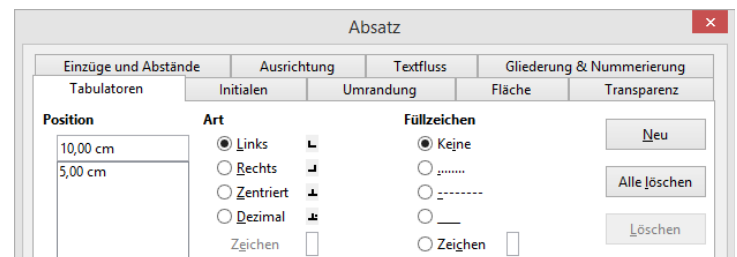 Absatz
Einzüge und Abstände Ausrichtung Textfluss Gliederung & Nummerierung
Tabulatoren Initialen Umrandung Fläche Transparenz
Position Art Füllzeichen
10,00 cm Links Keine Neu
5,00 cm Rechts ........
Zentriert -------- Alle löschen
Dezimal ___ Löschen
Zeichen Zeichen